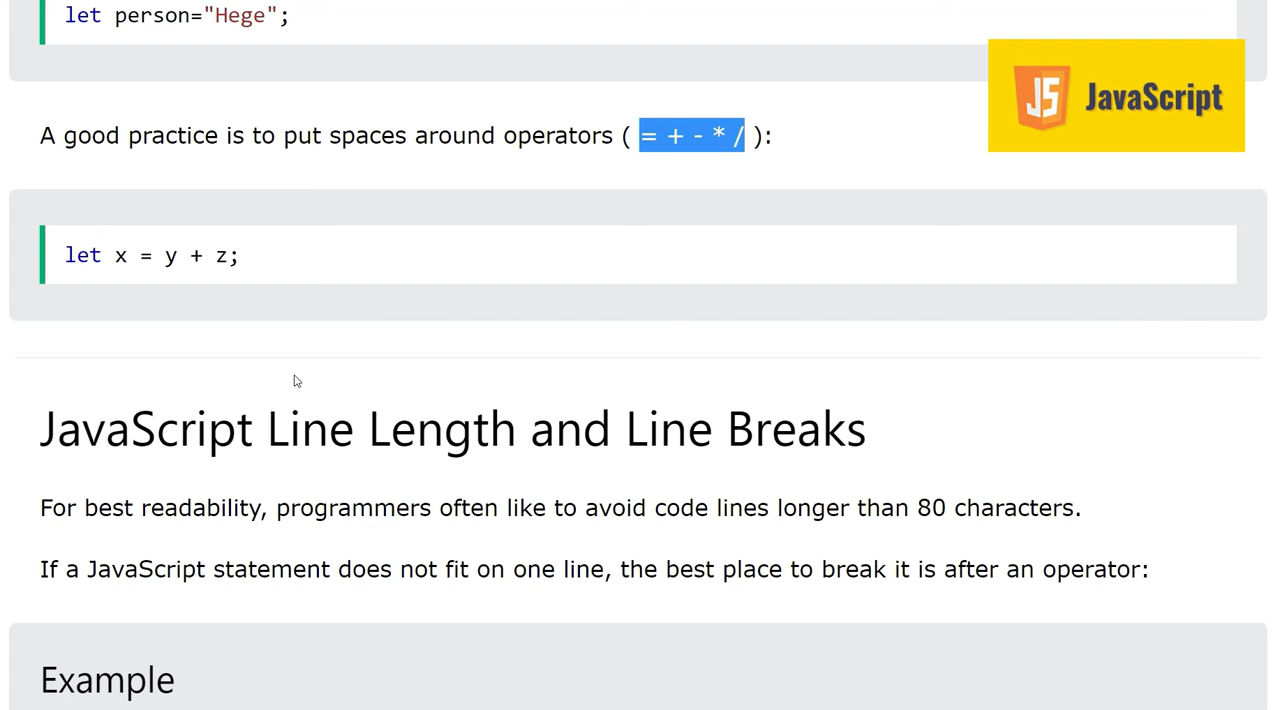 let person="Hege";
JS JavaScript
A good practice is to put spaces around operators ( = + - * / ):
let x = y + z;
JavaScript Line Length and Line Breaks
For best readability, programmers often like to avoid code lines longer than 80 characters.
If a JavaScript statement does not fit on one line, the best place to break it is after an operator:
Example